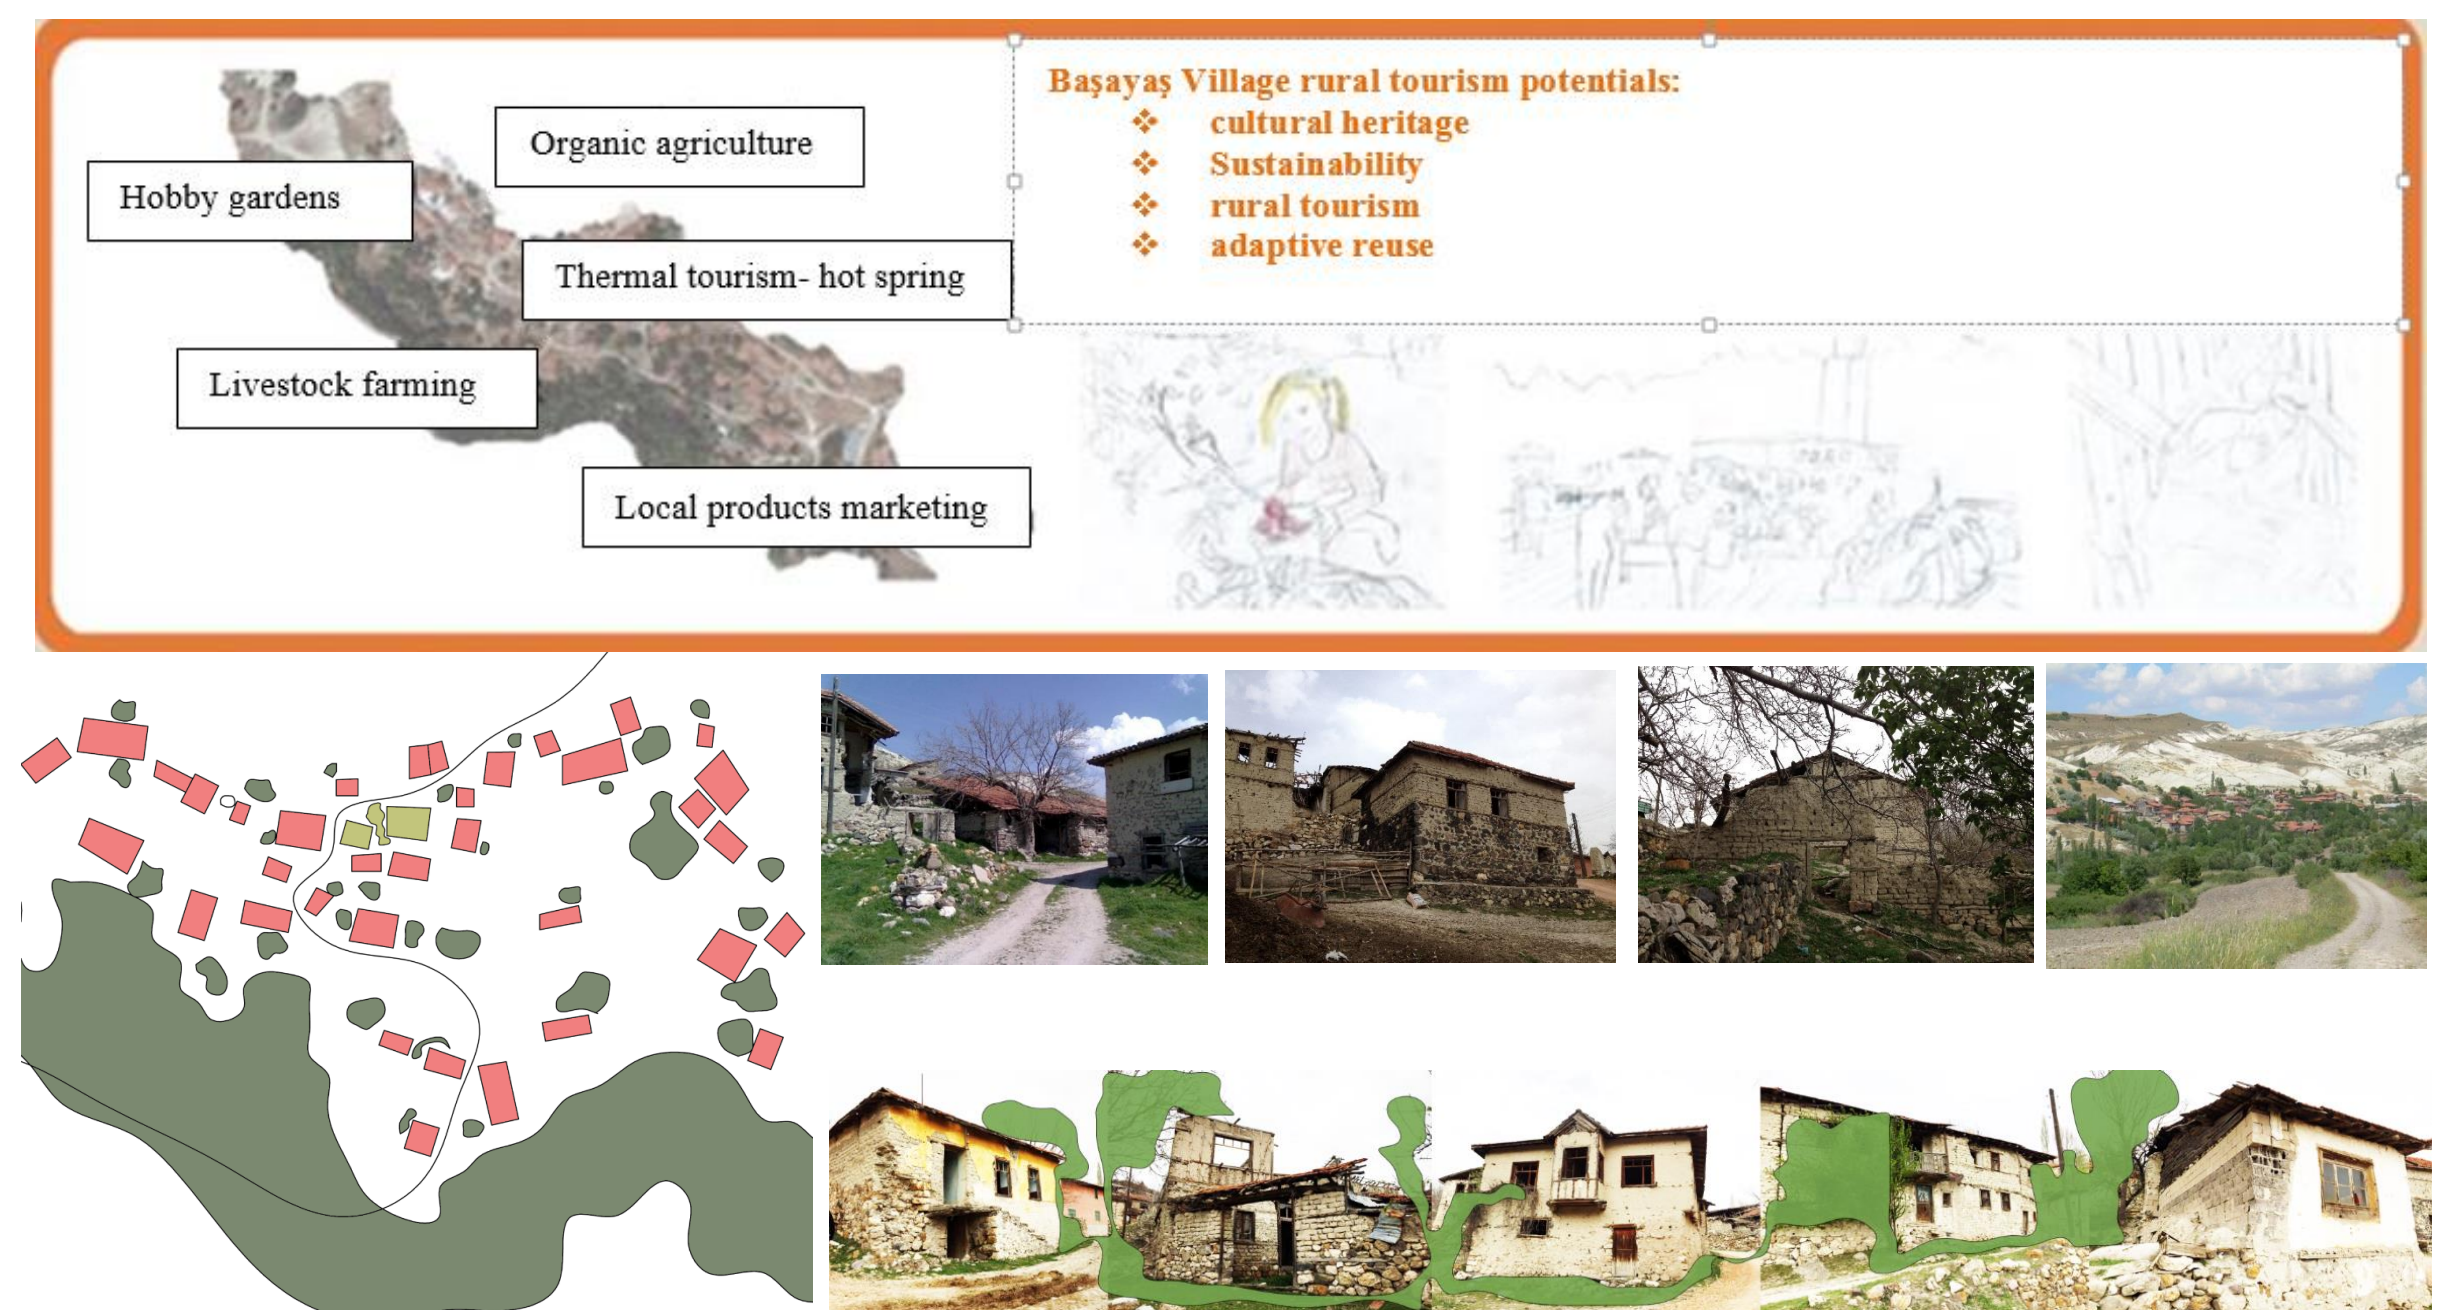 Başayaş Village rural tourism potentials:
❖ cultural heritage
❖ Sustainability
❖ rural tourism
❖ adaptive reuse
Organic agriculture
Hobby gardens
Thermal tourism- hot spring
Livestock farming
Local products marketing